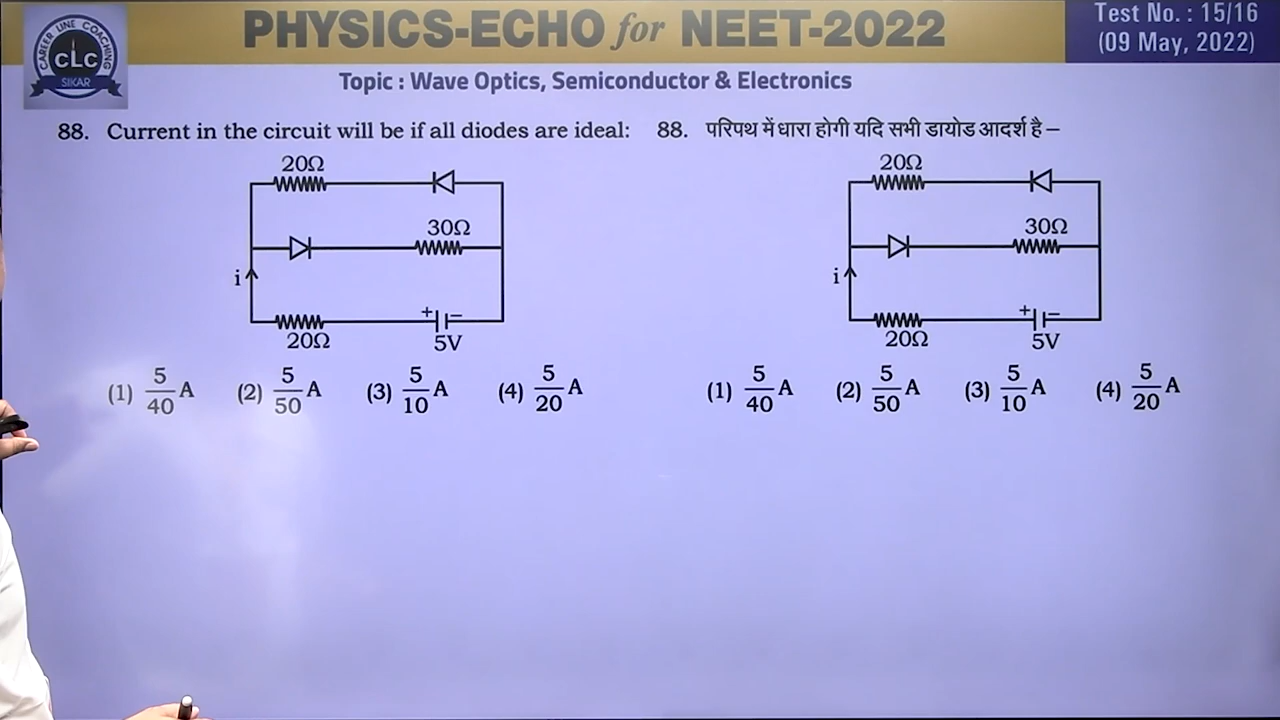 CAREER LINE COACHING
CLC
SIKAR
PHYSICS-ECHO for NEET-2022
Test No. : 15/16
(09 May, 2022)
Topic : Wave Optics, Semiconductor & Electronics
88. Current in the circuit will be if all diodes are ideal:
20Ω
30Ω
i
+ −
20Ω
5V
(1) 5/40 A (2) 5/50 A (3) 5/10 A (4) 5/20 A
88. परिपथ में धारा होगी यदि सभी डायोड आदर्श है –
20Ω
30Ω
i
+ −
20Ω
5V
(1) 5/40 A (2) 5/50 A (3) 5/10 A (4) 5/20 A